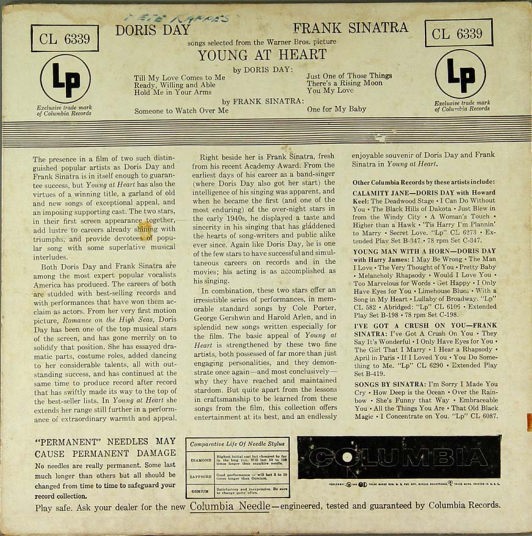 CL 6339
DORIS DAY
FRANK SINATRA
CL 6339
songs selected from the Warner Bros. picture
YOUNG AT HEART
Lp
Exclusive trade mark
of Columbia Records
Lp
Exclusive trade mark
of Columbia Records
by DORIS DAY:
Till My Love Comes to Me
Ready, Willing and Able
Hold Me in Your Arms
Just One of Those Things
There's a Rising Moon
You My Love
by FRANK SINATRA:
Someone to Watch Over Me
One for My Baby
The presence in a film of two such distin-
guished popular artists as Doris Day and
Frank Sinatra is in itself enough to guaran-
tee success, but Young at Heart has also the
virtues of a winning title, a garland of old
and new songs of exceptional appeal, and
an imposing supporting cast. The two stars,
in their first screen appearance together,
add lustre to careers already shining with
triumphs; and provide devotees of popu-
lar song with some superlative musical
interludes.
Both Doris Day and Frank Sinatra are
among the most expert popular vocalists
America has produced. The careers of both
are studded with best-selling records and
with performances that have won them ac-
claim as actors. From her very first motion
picture, Romance on the High Seas, Doris
Day has been one of the top musical stars
of the screen, and has gone merrily on to
solidify that position. She has essayed dra-
matic parts, costume roles, added dancing
to her considerable talents, all with out-
standing success, and has continued at the
same time to produce record after record
that has swiftly made its way to the top of
the best-seller lists. In Young at Heart she
extends her range still further in a perform-
ance of extraordinary warmth and appeal.
Right beside her is Frank Sinatra, fresh
from his recent Academy Award. From the
earliest days of his career as a band-singer
(where Doris Day also got her start) the
intelligence of his singing was apparent, and
when he became the first (and one of the
most enduring) of the over-night stars in
the early 1940s, he displayed a taste and
sincerity in his singing that has gladdened
the hearts of song-writers and public alike
ever since. Again like Doris Day, he is one
of the few stars to have successful and simul-
taneous careers on records and in the
movies; his acting is as accomplished as
his singing.
In combination, these two stars offer an
irresistible series of performances, in mem-
orable standard songs by Cole Porter,
George Gershwin and Harold Arlen, and in
splendid new songs written especially for
the film. The basic appeal of Young at
Heart is strengthened by these two fine
artists, both possessed of far more than just
engaging personalities, and they demon-
strate once again—and most conclusively—
why they have reached and maintained
stardom. But quite apart from the lessons
in craftsmanship to be learned from these
songs from the film, this collection offers
entertainment at its best, and an endlessly
enjoyable souvenir of Doris Day and Frank
Sinatra in Young at Heart.
Other Columbia Records by these artists include:
CALAMITY JANE—DORIS DAY with Howard
Keel: The Deadwood Stage • I Can Do Without
You • The Black Hills of Dakota • Just Blew in
from the Windy City • A Woman's Touch •
Higher than a Hawk • 'Tis Harry I'm Plannin'
to Marry • Secret Love. "Lp" CL 6273 • Ex-
tended Play Set B-347 • 78 rpm Set C-347.
YOUNG MAN WITH A HORN—DORIS DAY
with Harry James: I May Be Wrong • The Man
I Love • The Very Thought of You • Pretty Baby
• Melancholy Rhapsody • Would I Love You •
Too Marvelous for Words • Get Happy • I Only
Have Eyes for You • Limehouse Blues • With a
Song in My Heart • Lullaby of Broadway. "Lp"
CL 582 • Abridged: "Lp" CL 6106 • Extended
Play Set B-198 • 78 rpm Set C-198.
I'VE GOT A CRUSH ON YOU—FRANK
SINATRA: I've Got A Crush On You • They
Say It's Wonderful • I Only Have Eyes for You •
The Girl That I Marry • I Hear a Rhapsody •
April in Paris • If I Loved You • You Do Some-
thing to Me. "Lp" CL 6290 • Extended Play
Set B-419.
SONGS BY SINATRA: I'm Sorry I Made You
Cry • How Deep is the Ocean • Over the Rain-
bow • She's Funny that Way • Embraceable
You • All the Things You Are • That Old Black
Magic • I Concentrate on You. "Lp" CL 6087.
"PERMANENT" NEEDLES MAY
CAUSE PERMANENT DAMAGE
No needles are really permanent. Some last
much longer than others but all should be
changed from time to time to safeguard your
record collection.
Comparative Life Of Needle Stylus
DIAMOND
SAPPHIRE
OSMIUM
COLUMBIA
Play safe. Ask your dealer for the new Columbia Needle—engineered, tested and guaranteed by Columbia Records.